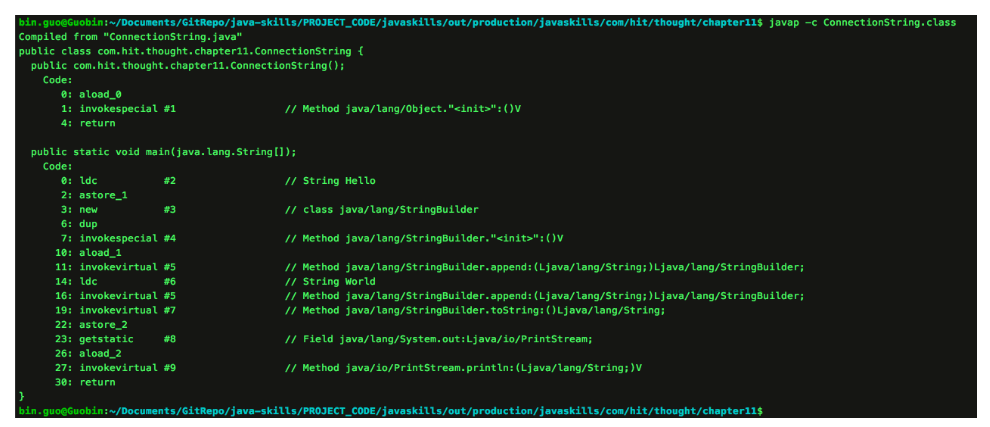 bin.guo@Guobin:~/Documents/GitRepo/java-skills/PROJECT_CODE/javaskills/out/production/javaskills/com/hit/thought/chapter11$ javap -c ConnectionString.class
Compiled from "ConnectionString.java"
public class com.hit.thought.chapter11.ConnectionString {
  public com.hit.thought.chapter11.ConnectionString();
    Code:
       0: aload_0
       1: invokespecial #1                  // Method java/lang/Object."<init>":()V
       4: return

  public static void main(java.lang.String[]);
    Code:
       0: ldc           #2                  // String Hello
       2: astore_1
       3: new           #3                  // class java/lang/StringBuilder
       6: dup
       7: invokespecial #4                  // Method java/lang/StringBuilder."<init>":()V
      10: aload_1
      11: invokevirtual #5                  // Method java/lang/StringBuilder.append:(Ljava/lang/String;)Ljava/lang/StringBuilder;
      14: ldc           #6                  // String World
      16: invokevirtual #5                  // Method java/lang/StringBuilder.append:(Ljava/lang/String;)Ljava/lang/StringBuilder;
      19: invokevirtual #7                  // Method java/lang/StringBuilder.toString:()Ljava/lang/String;
      22: astore_2
      23: getstatic     #8                  // Field java/lang/System.out:Ljava/io/PrintStream;
      26: aload_2
      27: invokevirtual #9                  // Method java/io/PrintStream.println:(Ljava/lang/String;)V
      30: return
}
bin.guo@Guobin:~/Documents/GitRepo/java-skills/PROJECT_CODE/javaskills/out/production/javaskills/com/hit/thought/chapter11$